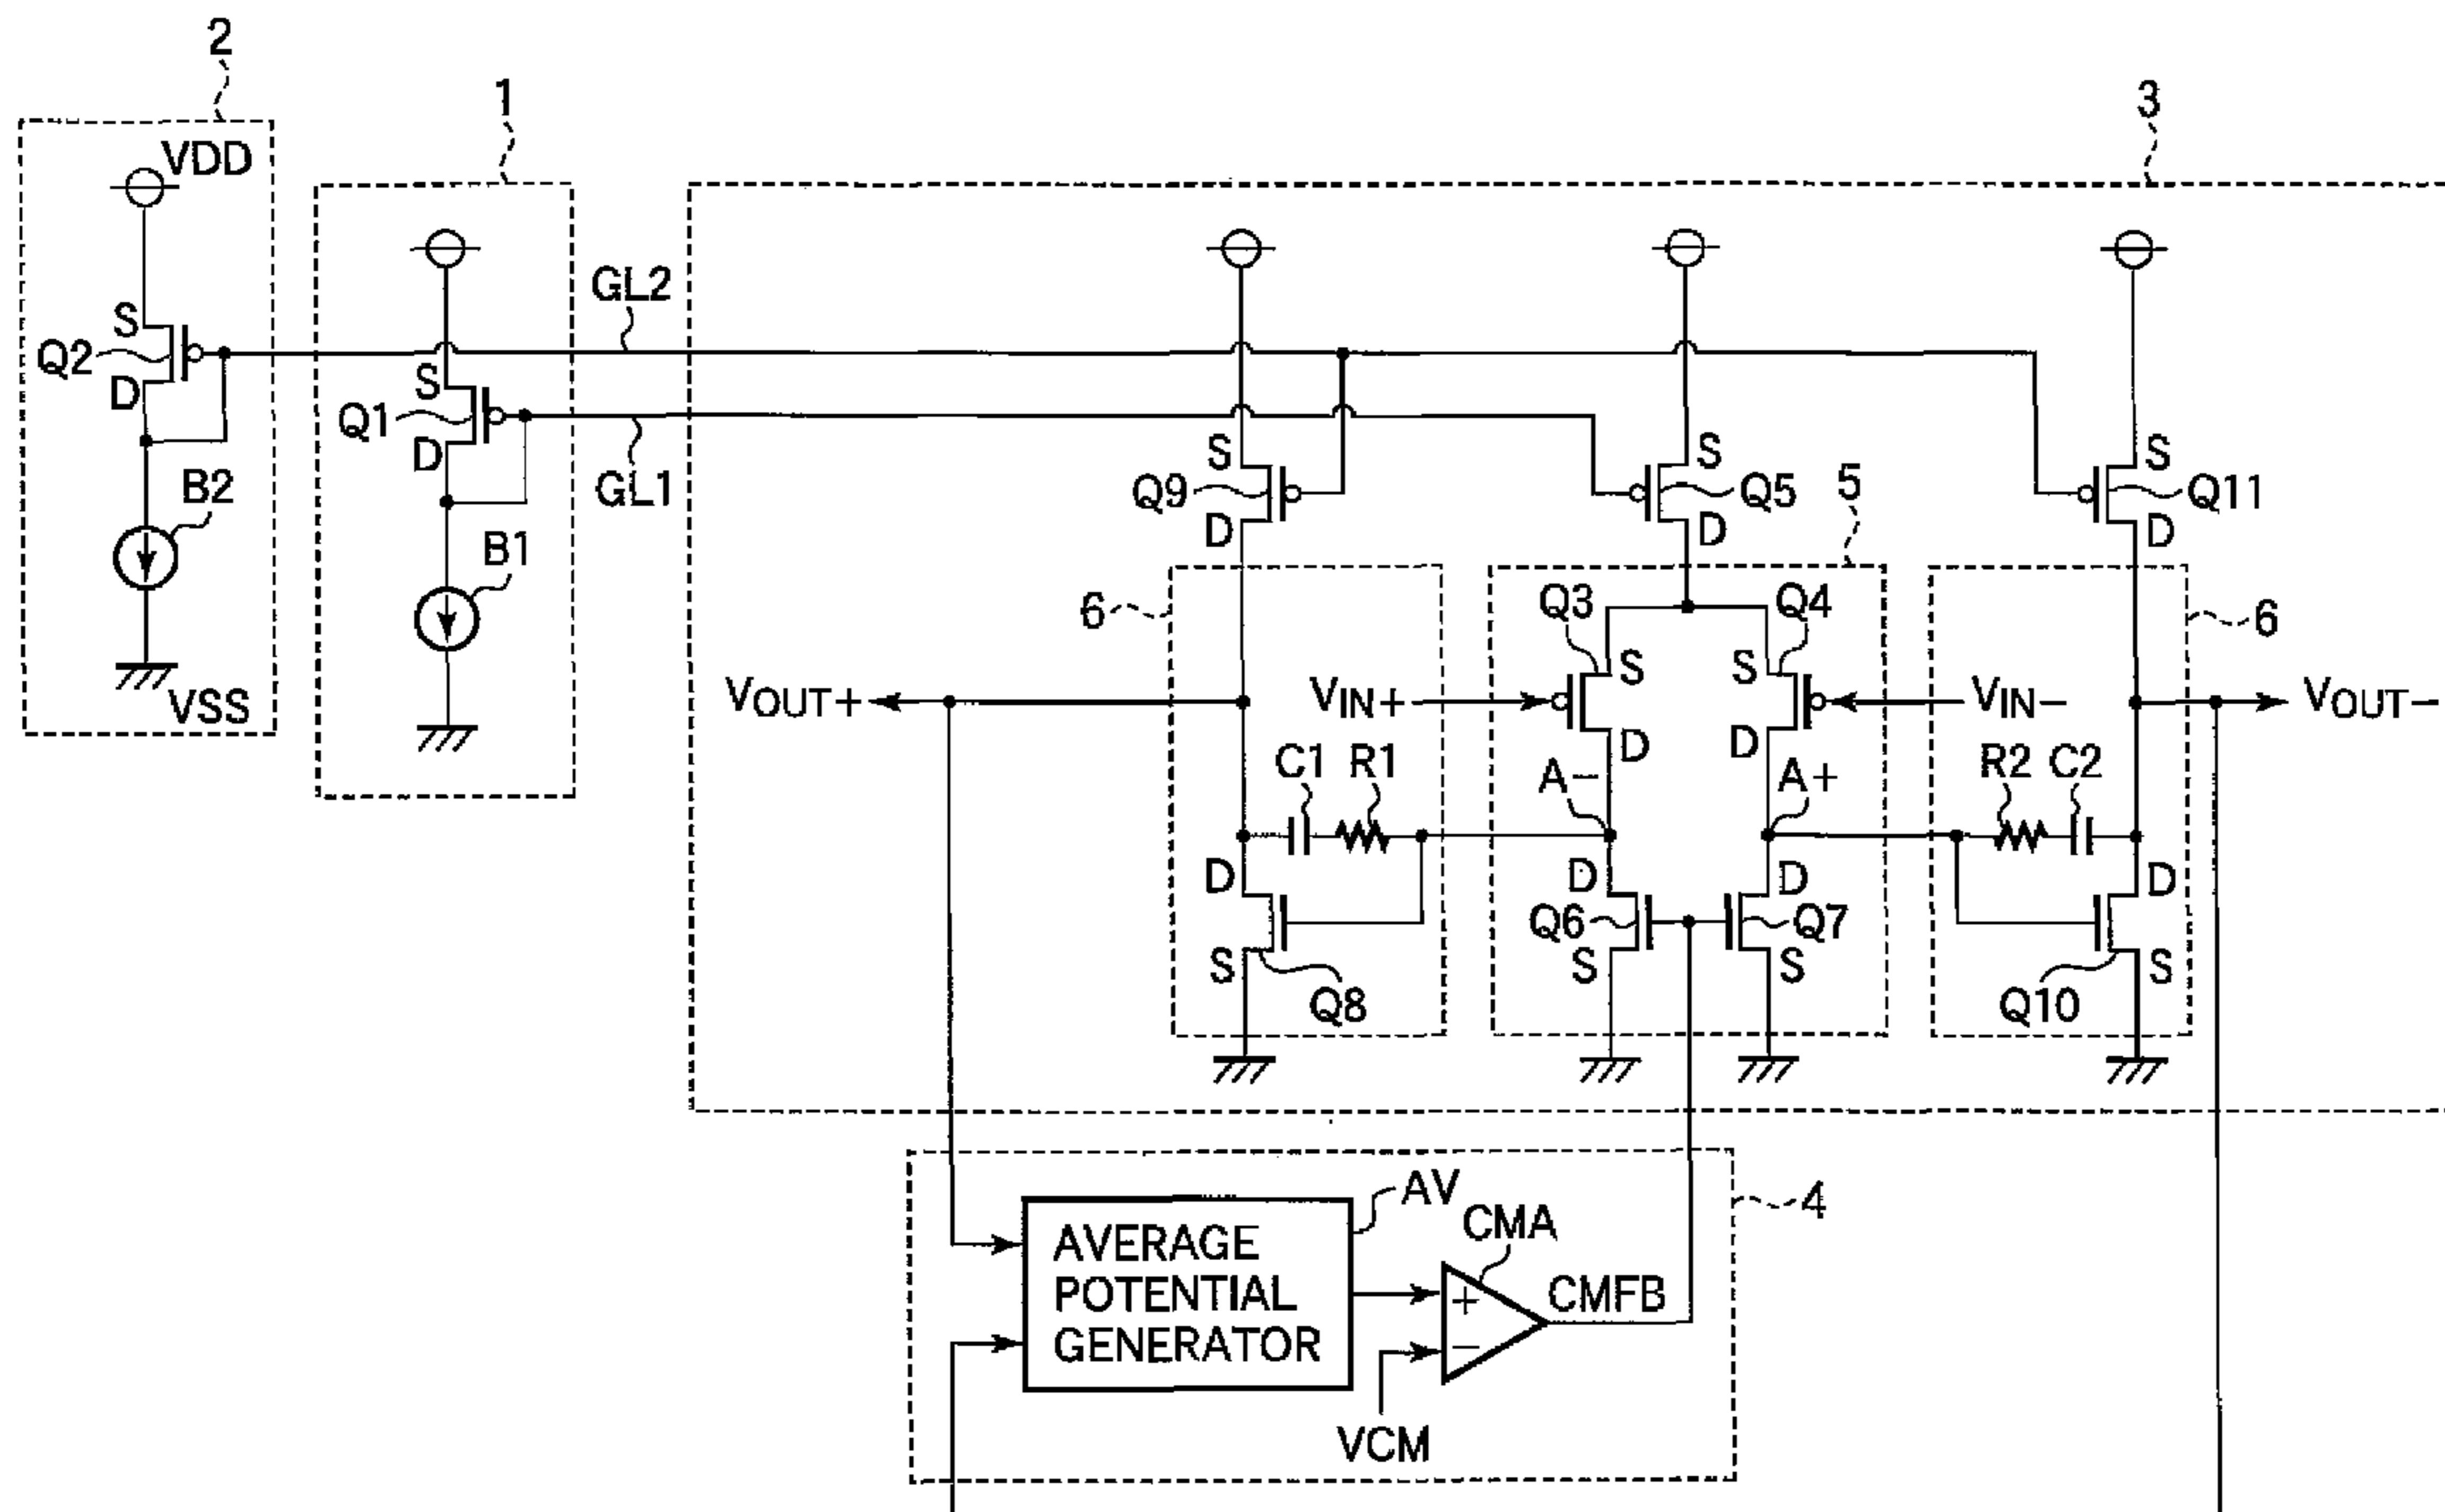 2
1
3
VDD
GL2
S
Q2
D
S
Q1
D
GL1
B2
B1
VSS
S
Q9
D
S
Q5
D
5
S
Q11
D
6
Q3
Q4
6
S
S
VOUT+
VIN+
VIN−
VOUT−
D
D
C1
R1
A−
A+
R2
C2
D
D
D
D
Q6
Q7
S
S
S
S
Q8
Q10
AV
4
CMA
AVERAGE
POTENTIAL
GENERATOR
+
−
CMFB
VCM